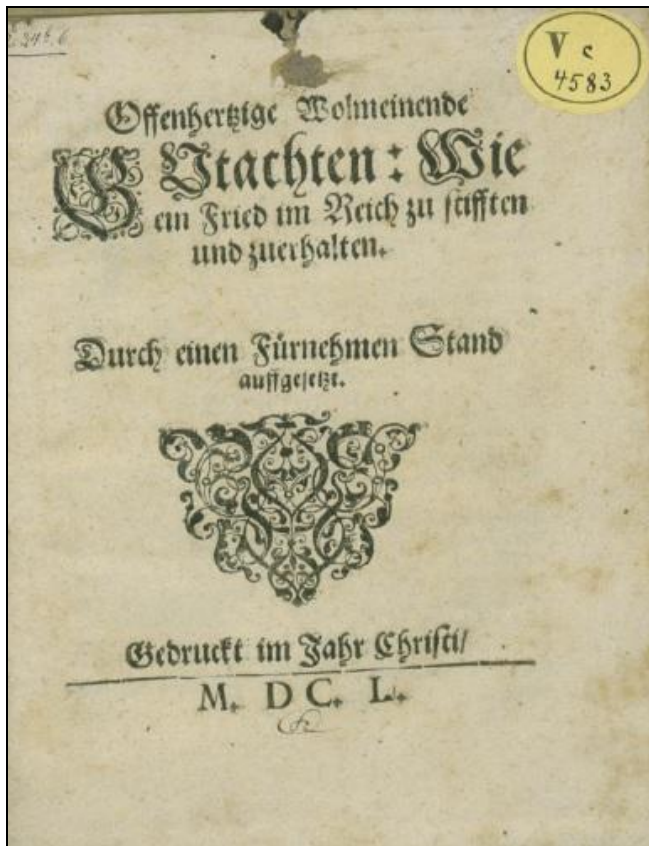 V c
4583
Offenhertzige Wolmeinende
GUtachten: Wie
ein Fried im Reich zu stifften
und zuerhalten.
Durch einen Fürnehmen Stand
auffgesetzt.
Gedruckt im Jahr Christi/
M. DC. L.